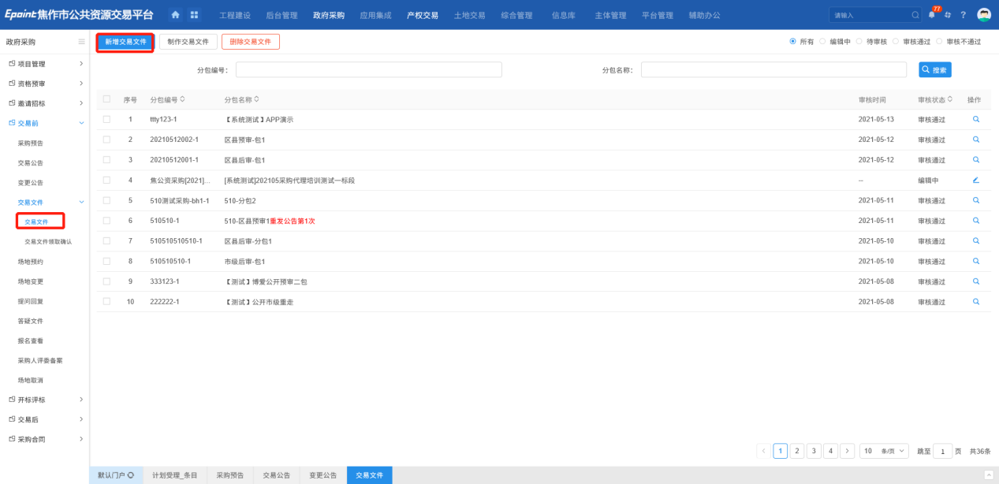 Epoint焦作市公共资源交易平台 工程建设 后台管理 政府采购 应用集成 产权交易 土地交易 综合管理 信息库 主体管理 平台管理 辅助办公 请输入 77 ?
政府采购
新增交易文件 制作交易文件 删除交易文件 所有 编辑中 待审核 审核通过 审核不通过
项目管理
资格预审
邀请招标
交易前
采购预告
交易公告
变更公告
交易文件
交易文件
交易文件领取确认
场地预约
场地变更
提问回复
答疑文件
报名查看
采购人评委备案
场地取消
开标评标
交易后
采购合同
分包编号: 分包名称: 搜索
序号 分包编号 分包名称 审核时间 审核状态 操作
1 ttty123-1 【系统测试】APP演示 2021-05-13 审核通过
2 20210512002-1 区县预审-包1 2021-05-12 审核通过
3 20210512001-1 区县后审-包1 2021-05-12 审核通过
4 焦公资采购[2021]... [系统测试]202105采购代理培训测试一标段 -- 编辑中
5 510测试采购-bh1-1 510-分包2 2021-05-11 审核通过
6 510510-1 510-区县预审1重发公告第1次 2021-05-11 审核通过
7 510510510510-1 区县后审-分包1 2021-05-10 审核通过
8 510510510-1 市级后审-包1 2021-05-10 审核通过
9 333123-1 【测试】博爱公开预审二包 2021-05-08 审核通过
10 222222-1 【测试】公开市级重走 2021-05-08 审核通过
1 2 3 4 10 条/页 跳至 1 页 共36条
默认门户 计划受理_条目 采购预告 交易公告 变更公告 交易文件